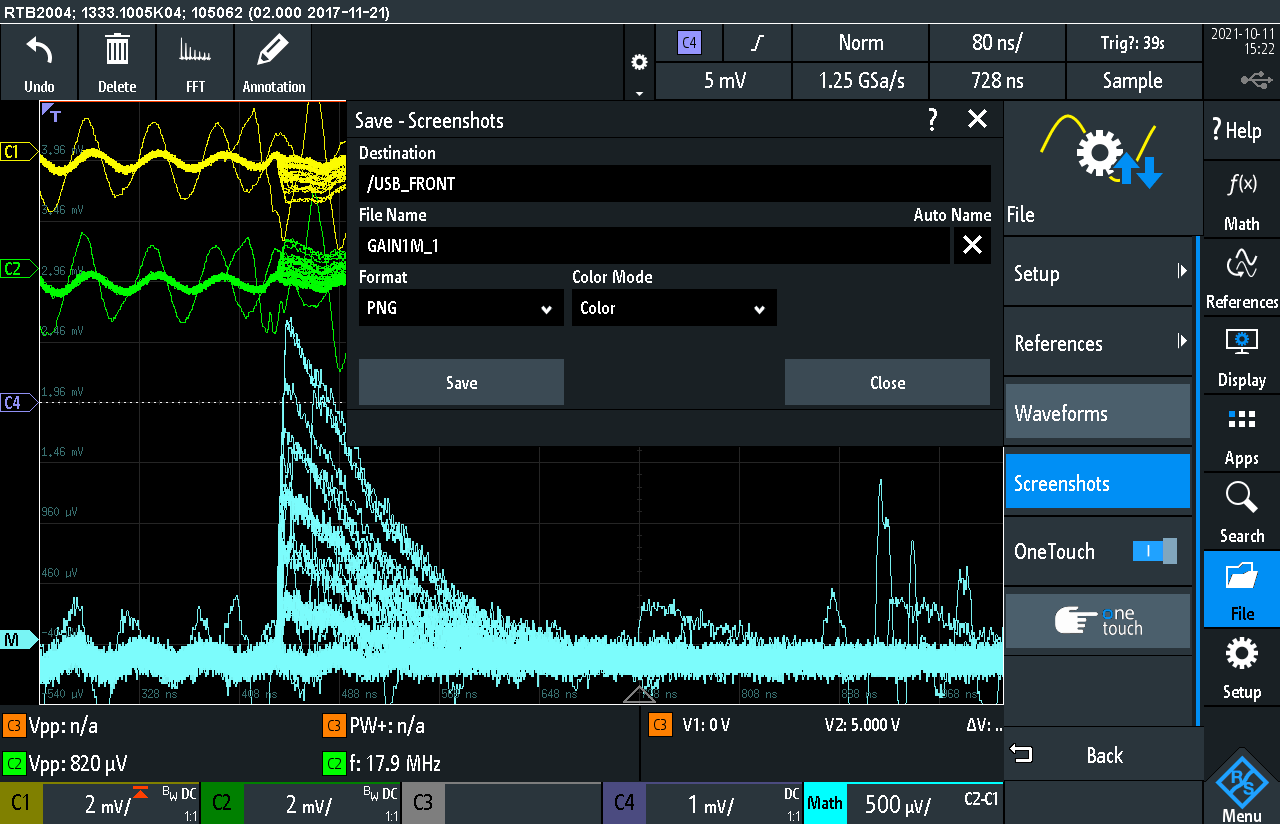 RTB2004; 1333.1005K04; 105062 (02.000 2017-11-21)
Undo
Delete
FFT
Annotation
C4
Norm
80 ns/
Trig?: 39s
5 mV
1.25 GSa/s
728 ns
Sample
2021-10-11
15:22
T
C1
C2
C4
M
3.96 mV
3.46 mV
2.96 mV
2.46 mV
1.96 mV
1.46 mV
960 µV
460 µV
-540 µV
328 ns
408 ns
488 ns
568 ns
648 ns
808 ns
888 ns
968 ns
Save - Screenshots
?
Destination
/USB_FRONT
File Name
Auto Name
GAIN1M_1
Format
Color Mode
PNG
Color
Save
Close
File
Setup
References
Waveforms
Screenshots
OneTouch
I
one
touch
Back
? Help
f(x)
Math
References
Display
Apps
Search
File
Setup
R&S
Menu
C3 Vpp: n/a
C3 PW+: n/a
C3 V1: 0 V
V2: 5.000 V
ΔV: ..
C2 Vpp: 820 µV
C2 f: 17.9 MHz
C1
2 mV/
BW DC
1:1
C2
2 mV/
BW DC
1:1
C3
C4
1 mV/
DC
1:1
Math
500 µV/
C2-C1